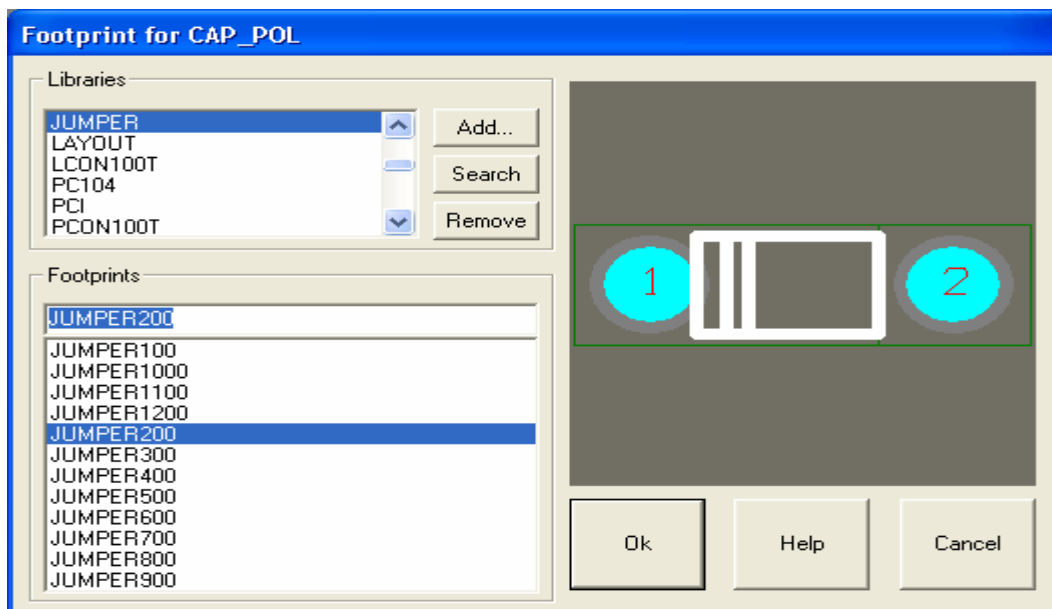 Footprint for CAP_POL
Libraries
JUMPER
LAYOUT
LCON100T
PC104
PCI
PCON100T
Add...
Search
Remove
Footprints
JUMPER200
JUMPER100
JUMPER1000
JUMPER1100
JUMPER1200
JUMPER200
JUMPER300
JUMPER400
JUMPER500
JUMPER600
JUMPER700
JUMPER800
JUMPER900
1 2
Ok Help Cancel